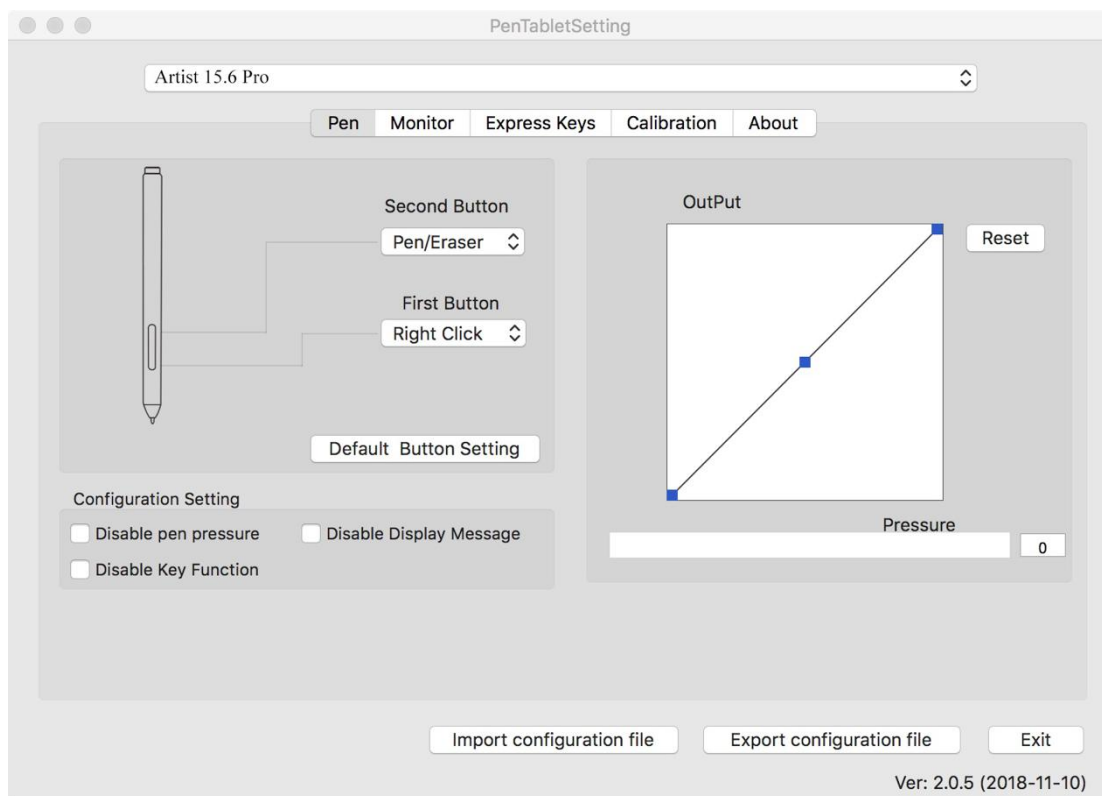 PenTabletSetting
Artist 15.6 Pro
Pen Monitor Express Keys Calibration About
Second Button
Pen/Eraser
First Button
Right Click
Default Button Setting
OutPut
Reset
Pressure
0
Configuration Setting
Disable pen pressure Disable Display Message
Disable Key Function
Import configuration file Export configuration file Exit
Ver: 2.0.5 (2018-11-10)